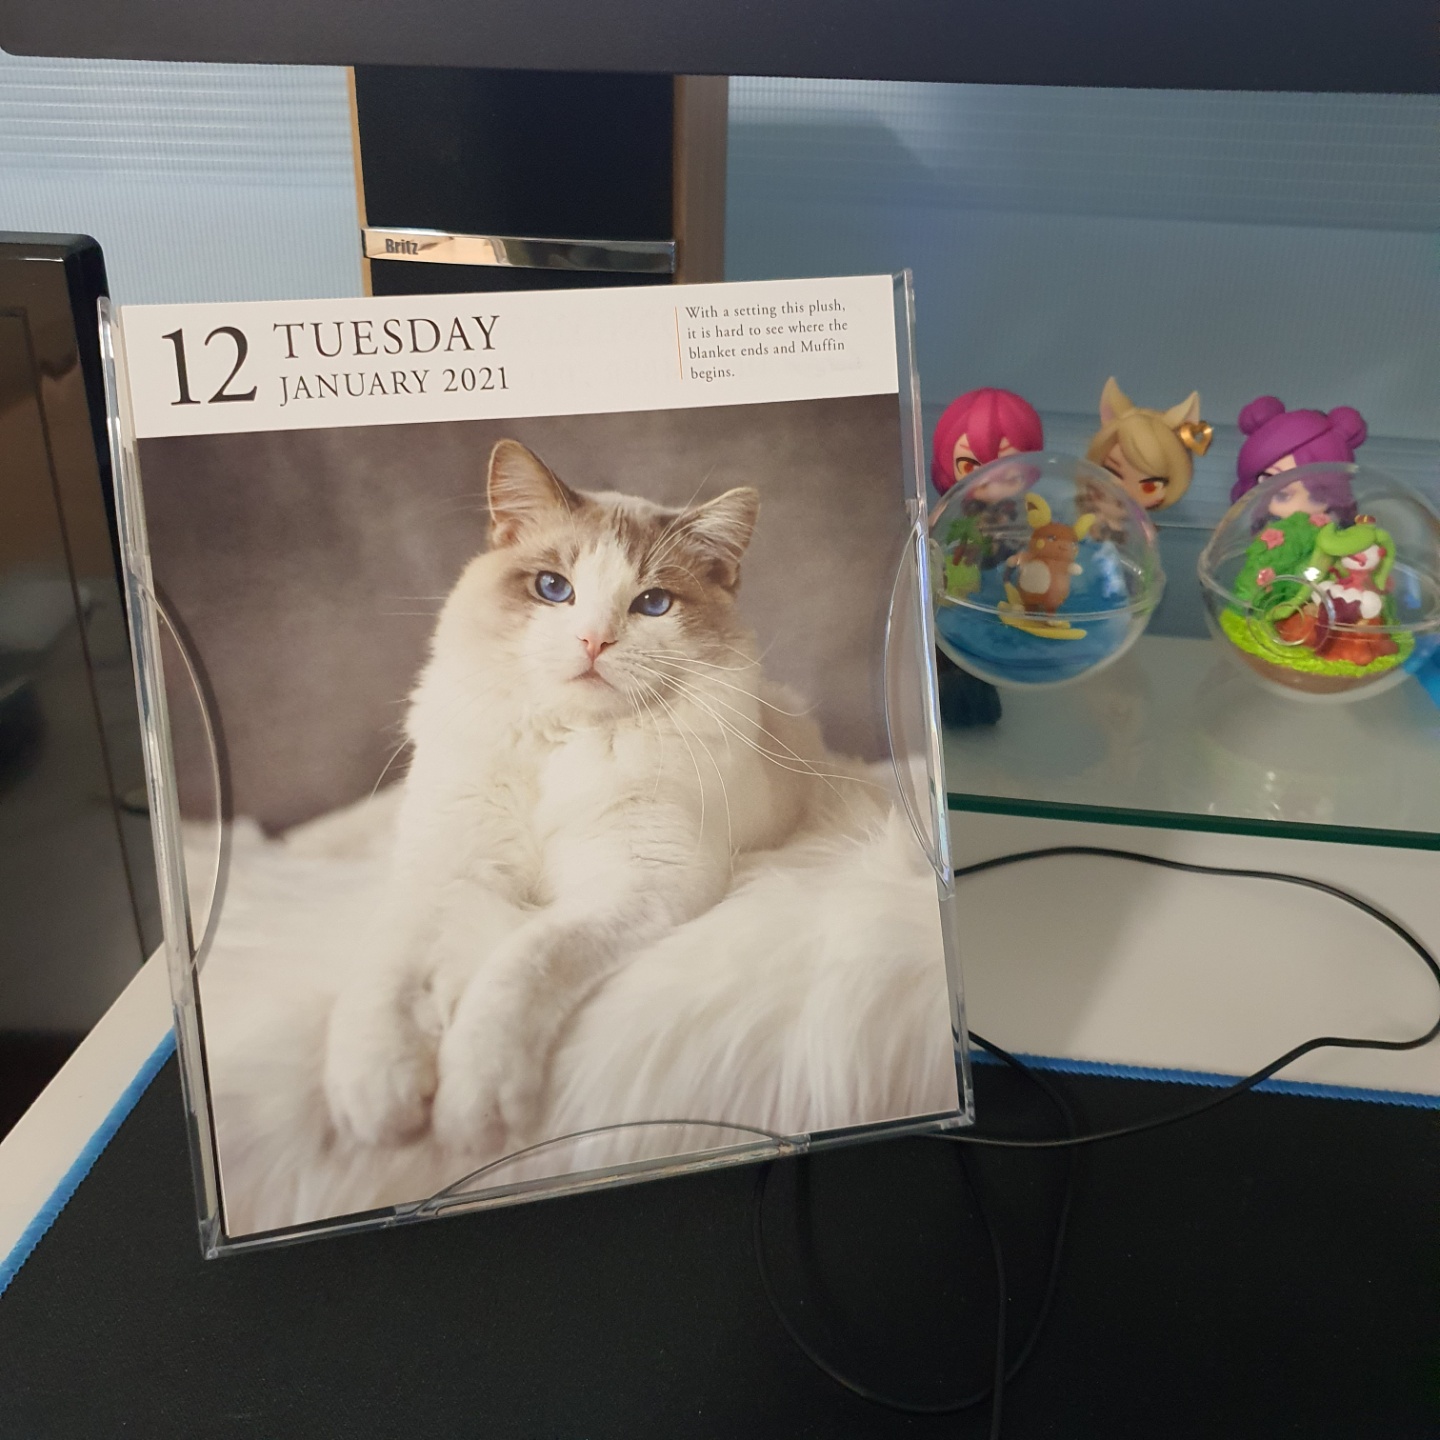 Britz
12 TUESDAY
JANUARY 2021
With a setting this plush,
it is hard to see where the
blanket ends and Muffin
begins.